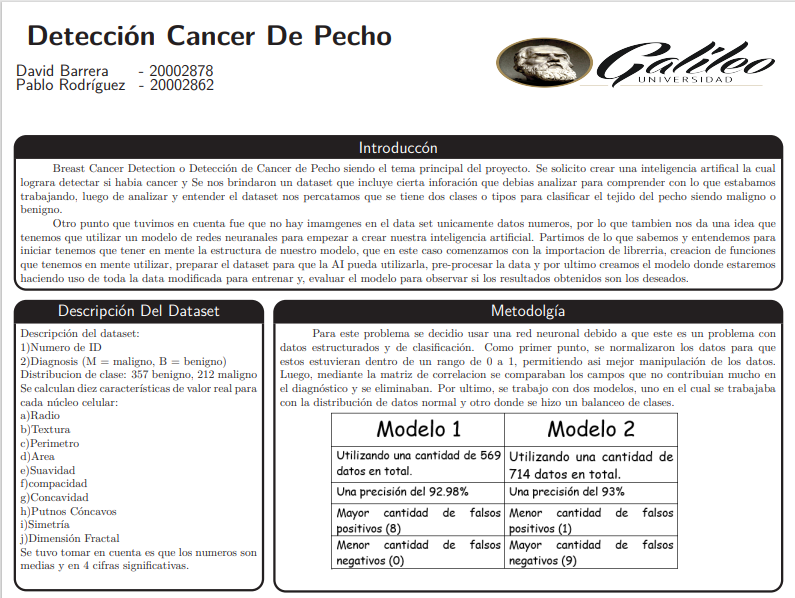 Detección Cancer De Pecho
David Barrera - 20002878
Pablo Rodríguez - 20002862
Galileo
UNIVERSIDAD
Introduccón
Breast Cancer Detection o Detección de Cancer de Pecho siendo el tema principal del proyecto. Se solicito crear una inteligencia artifical la cual
lograra detectar si habia cancer y Se nos brindaron un dataset que incluye cierta inforación que debias analizar para comprender con lo que estabamos
trabajando, luego de analizar y entender el dataset nos percatamos que se tiene dos clases o tipos para clasificar el tejido del pecho siendo maligno o
benigno.
Otro punto que tuvimos en cuenta fue que no hay imamgenes en el data set unicamente datos numeros, por lo que tambien nos da una idea que
tenemos que utilizar un modelo de redes neuranales para empezar a crear nuestra inteligencia artificial. Partimos de lo que sabemos y entendemos para
iniciar tenemos que tener en mente la estructura de nuestro modelo, que en este caso comenzamos con la importacion de librerria, creacion de funciones
que tenemos en mente utilizar, preparar el dataset para que la AI pueda utilizarla, pre-procesar la data y por ultimo creamos el modelo donde estaremos
haciendo uso de toda la data modificada para entrenar y, evaluar el modelo para observar si los resultados obtenidos son los deseados.
Descripción Del Dataset
Descripción del dataset:
1)Numero de ID
2)Diagnosis (M = maligno, B = benigno)
Distribucion de clase: 357 benigno, 212 maligno
Se calculan diez características de valor real para
cada núcleo celular:
a)Radio
b)Textura
c)Perimetro
d)Area
e)Suavidad
f)compacidad
g)Concavidad
h)Putnos Cóncavos
i)Simetría
j)Dimensión Fractal
Se tuvo tomar en cuenta es que los numeros son
medias y en 4 cifras significativas.
Metodolgía
Para este problema se decidio usar una red neuronal debido a que este es un problema con
datos estructurados y de clasificación. Como primer punto, se normalizaron los datos para que
estos estuvieran dentro de un rango de 0 a 1, permitiendo asi mejor manipulación de los datos.
Luego, mediante la matriz de correlacion se comparaban los campos que no contribuian mucho en
el diagnóstico y se eliminaban. Por ultimo, se trabajo con dos modelos, uno en el cual se trabajaba
con la distribución de datos normal y otro donde se hizo un balanceo de clases.
Modelo 1
Modelo 2
Utilizando una cantidad de 569
datos en total.
Utilizando una cantidad de
714 datos en total.
Una precisión del 92.98%
Una precisión del 93%
Mayor cantidad de falsos
positivos (8)
Menor cantidad de falsos
positivos (1)
Menor cantidad de falsos
negativos (0)
Mayor cantidad de falsos
negativos (9)